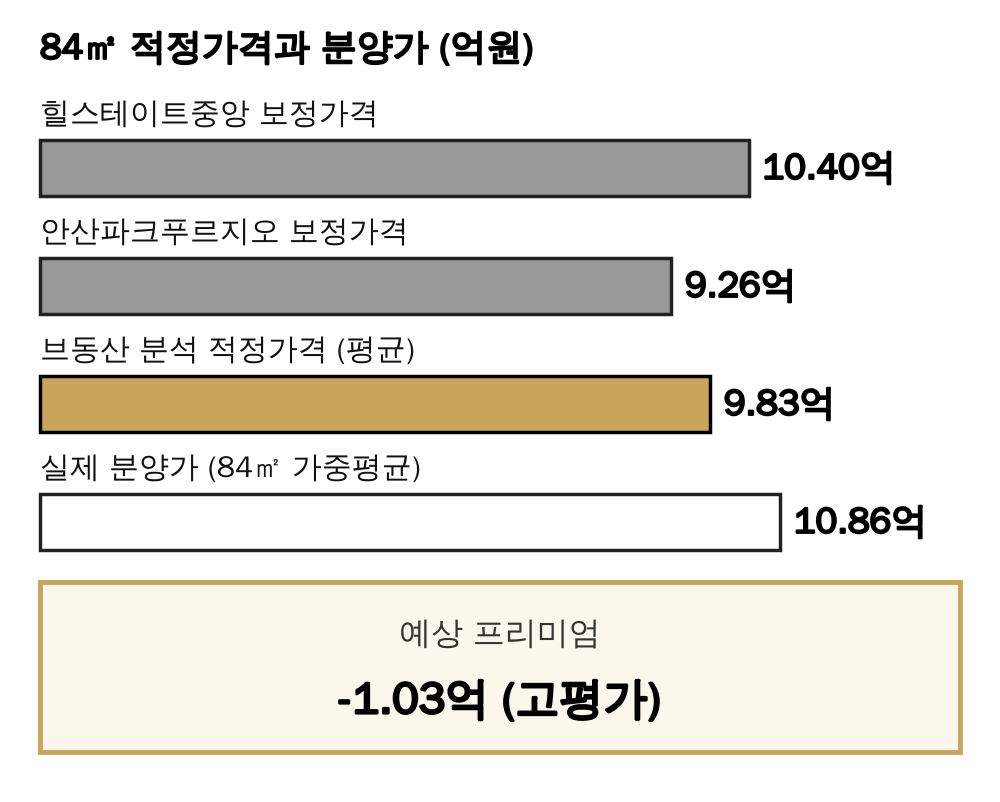 84㎡ 적정가격과 분양가 (억원)
힐스테이트중앙 보정가격
10.40억
안산파크푸르지오 보정가격
9.26억
브동산 분석 적정가격 (평균)
9.83억
실제 분양가 (84㎡ 가중평균)
10.86억
예상 프리미엄
-1.03억 (고평가)